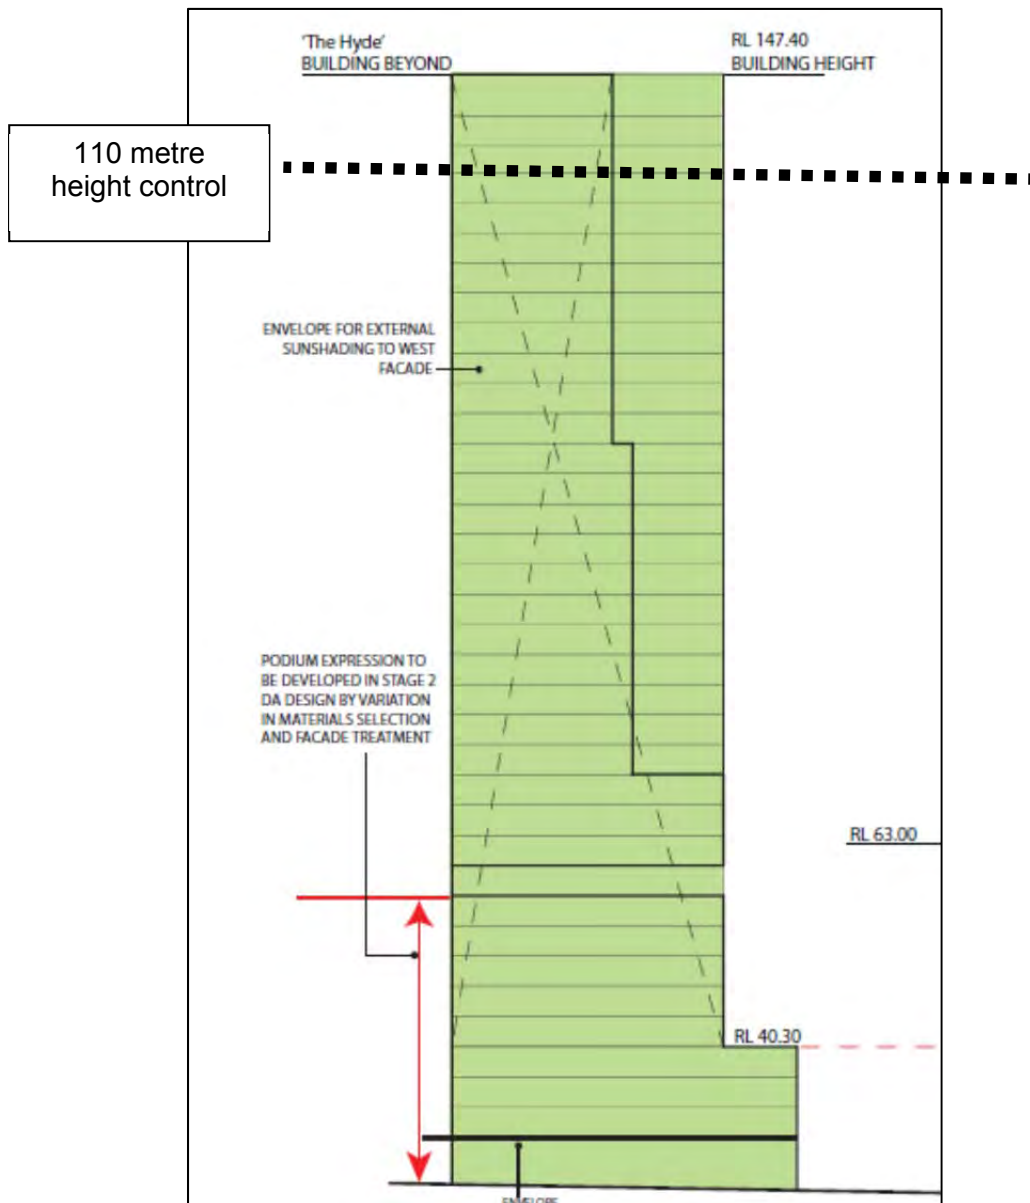 'The Hyde'
BUILDING BEYOND
RL 147.40
BUILDING HEIGHT
110 metre
height control
ENVELOPE FOR EXTERNAL
SUNSHADING TO WEST
FACADE
PODIUM EXPRESSION TO
BE DEVELOPED IN STAGE 2
DA DESIGN BY VARIATION
IN MATERIALS SELECTION
AND FACADE TREATMENT
RL 63.00
RL 40.30
ENVELOPE